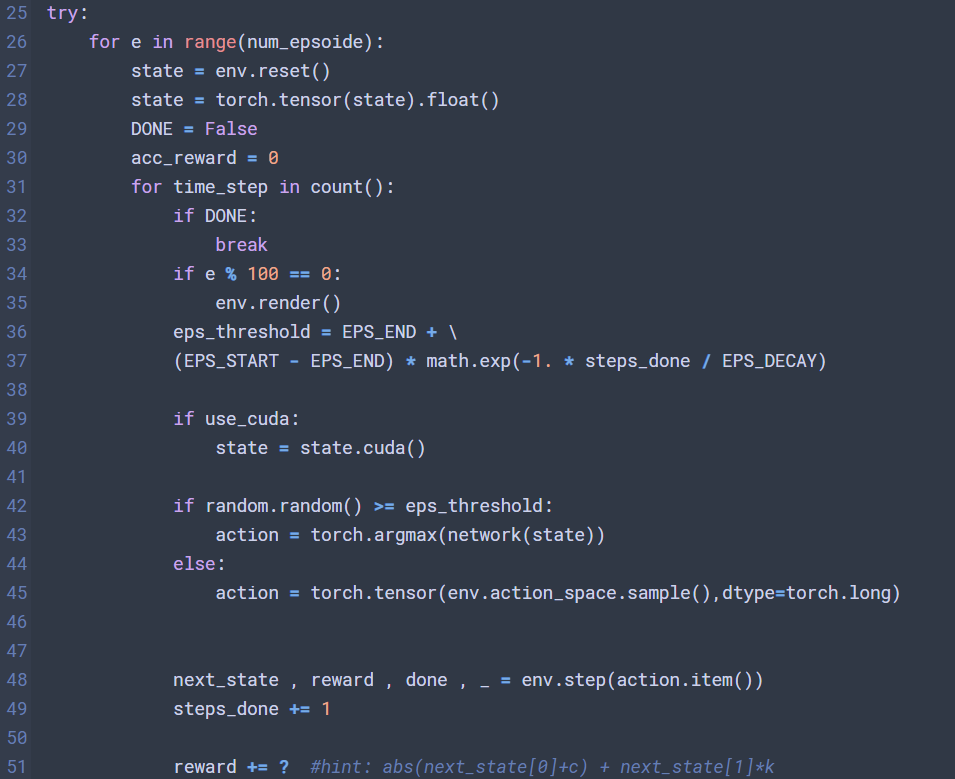 25 try:
26     for e in range(num_epsoide):
27         state = env.reset()
28         state = torch.tensor(state).float()
29         DONE = False
30         acc_reward = 0
31         for time_step in count():
32             if DONE:
33                 break
34             if e % 100 == 0:
35                 env.render()
36             eps_threshold = EPS_END + \
37             (EPS_START - EPS_END) * math.exp(-1. * steps_done / EPS_DECAY)
38
39             if use_cuda:
40                 state = state.cuda()
41
42             if random.random() >= eps_threshold:
43                 action = torch.argmax(network(state))
44             else:
45                 action = torch.tensor(env.action_space.sample(),dtype=torch.long)
46
47
48             next_state , reward , done , _ = env.step(action.item())
49             steps_done += 1
50
51             reward += ?  #hint: abs(next_state[0]+c) + next_state[1]*k